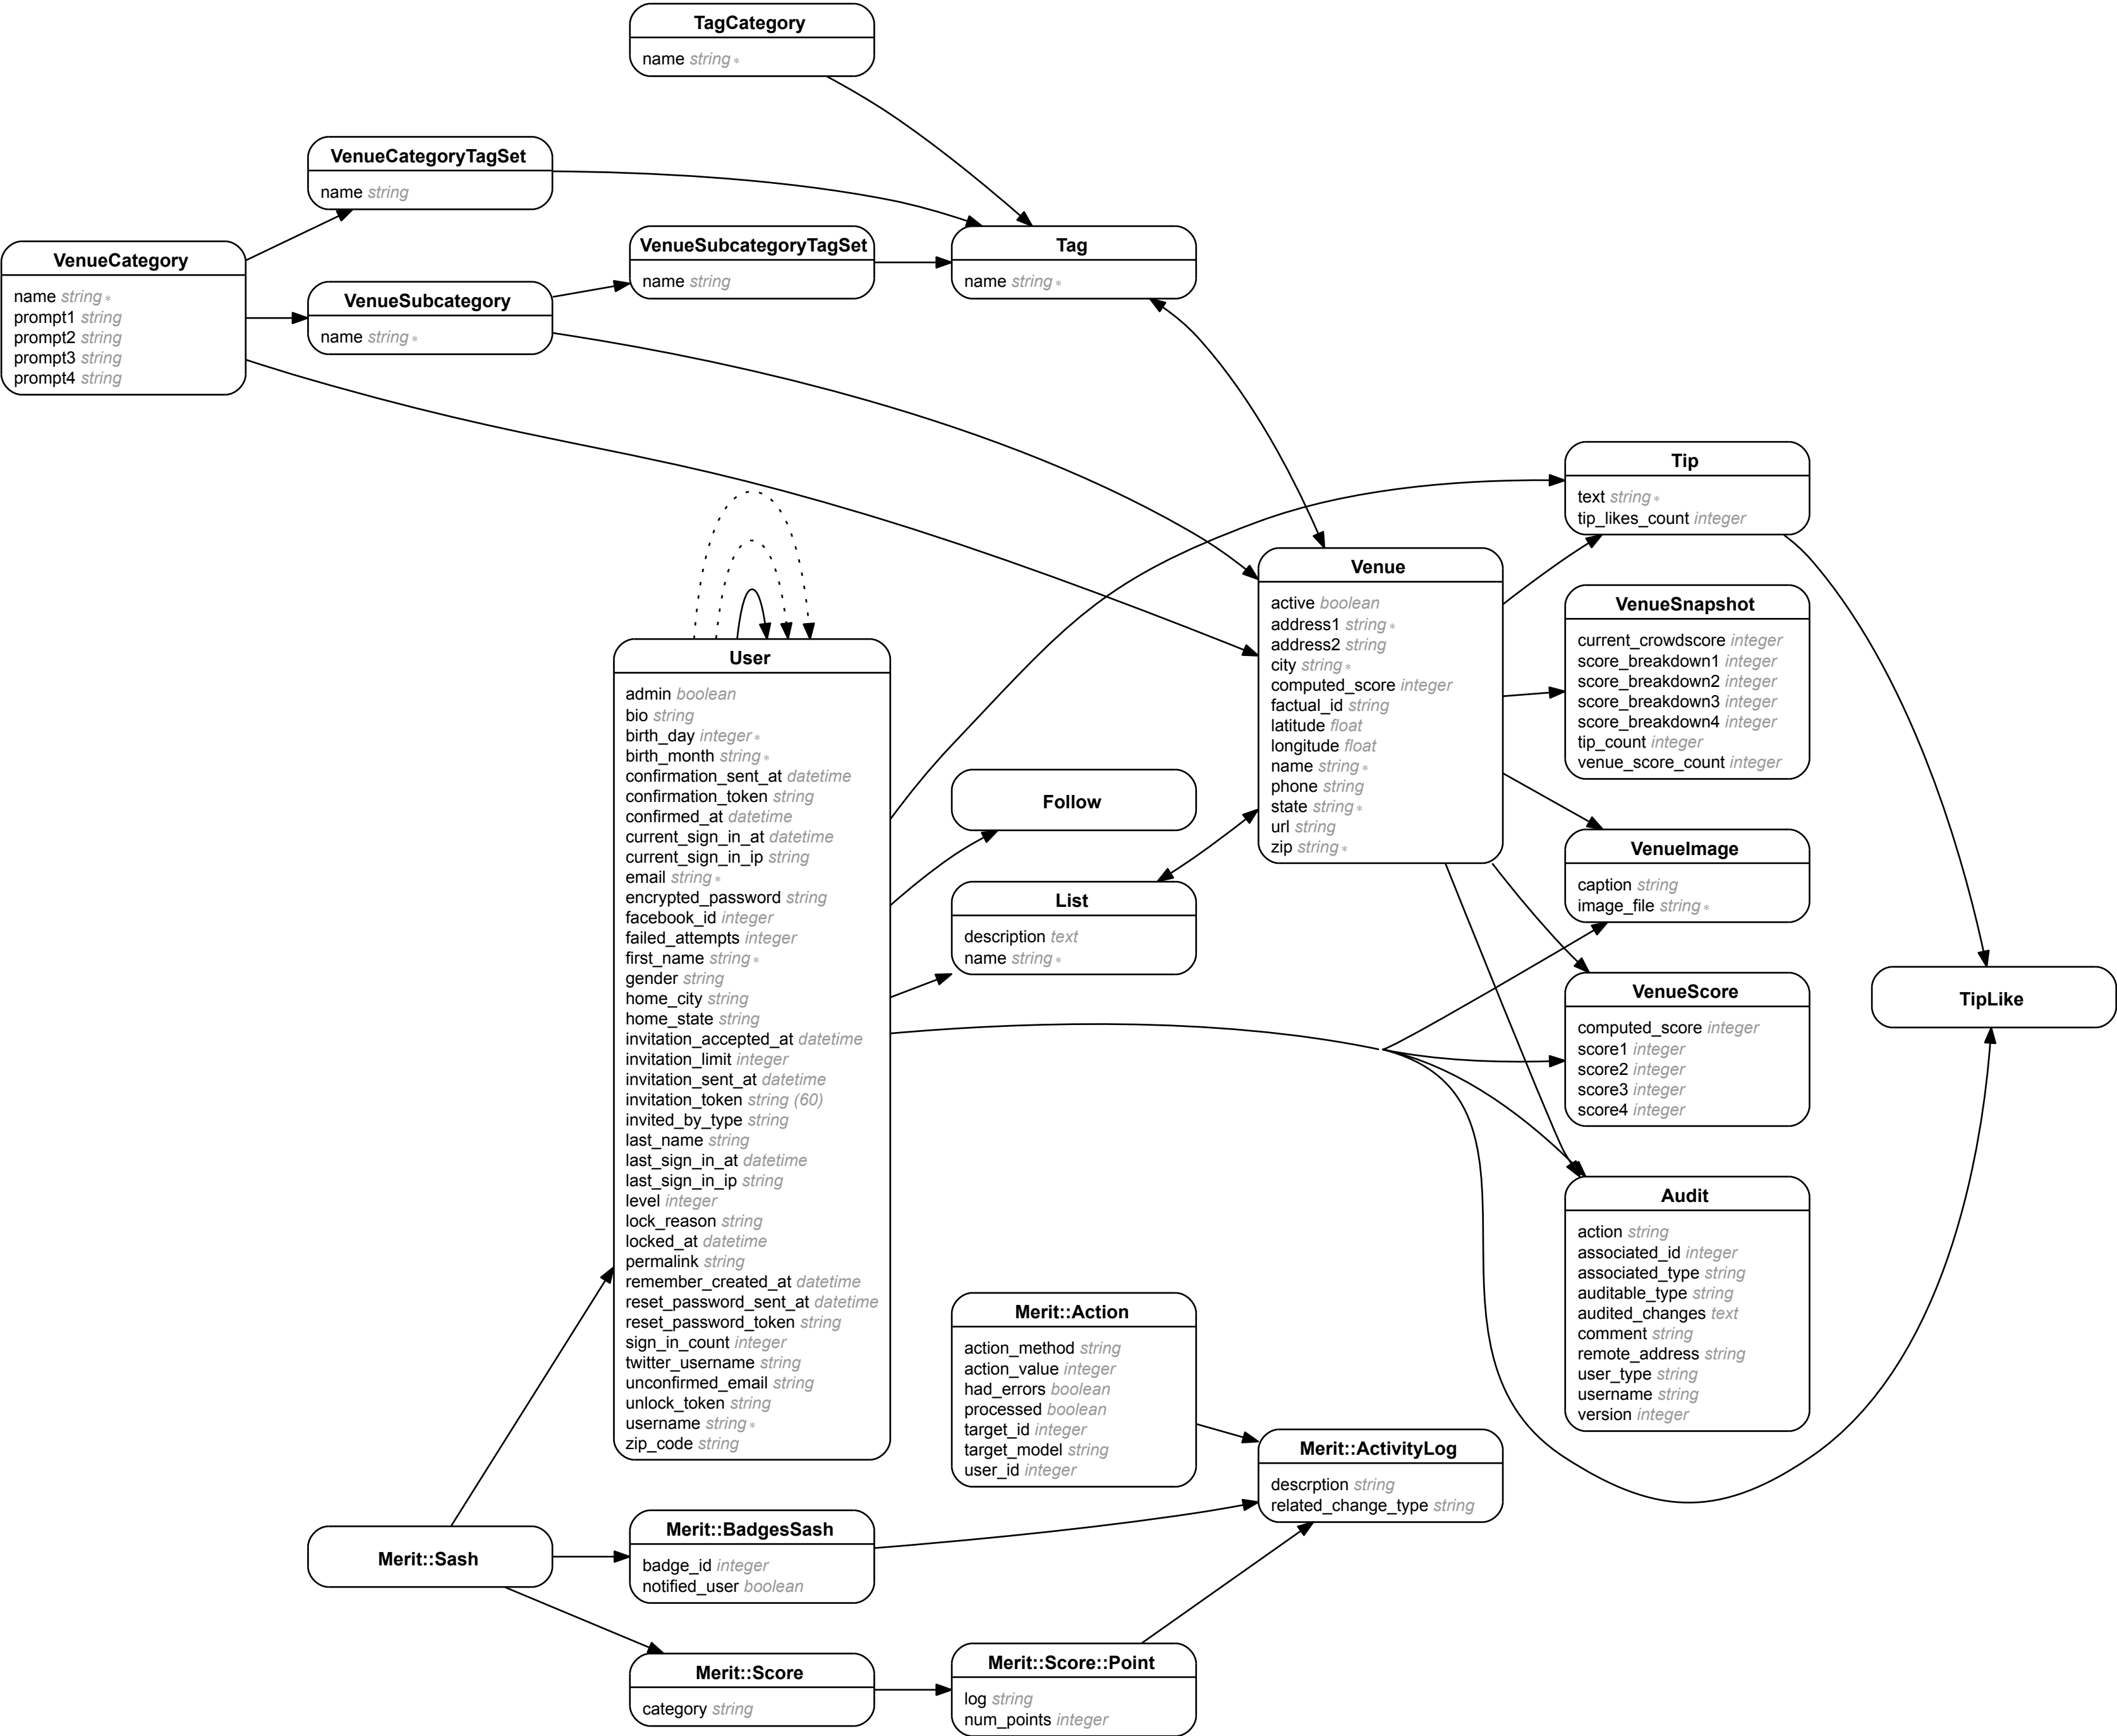 TagCategory
name string *
VenueCategoryTagSet
name string
VenueCategory
name string *
prompt1 string
prompt2 string
prompt3 string
prompt4 string
VenueSubcategory
name string *
VenueSubcategoryTagSet
name string
Tag
name string *
Tip
text string *
tip_likes_count integer
Venue
active boolean
address1 string *
address2 string
city string *
computed_score integer
factual_id string
latitude float
longitude float
name string *
phone string
state string *
url string
zip string *
VenueSnapshot
current_crowdscore integer
score_breakdown1 integer
score_breakdown2 integer
score_breakdown3 integer
score_breakdown4 integer
tip_count integer
venue_score_count integer
User
admin boolean
bio string
birth_day integer *
birth_month string *
confirmation_sent_at datetime
confirmation_token string
confirmed_at datetime
current_sign_in_at datetime
current_sign_in_ip string
email string *
encrypted_password string
facebook_id integer
failed_attempts integer
first_name string *
gender string
home_city string
home_state string
invitation_accepted_at datetime
invitation_limit integer
invitation_sent_at datetime
invitation_token string (60)
invited_by_type string
last_name string
last_sign_in_at datetime
last_sign_in_ip string
level integer
lock_reason string
locked_at datetime
permalink string
remember_created_at datetime
reset_password_sent_at datetime
reset_password_token string
sign_in_count integer
twitter_username string
unconfirmed_email string
unlock_token string
username string *
zip_code string
Follow
List
description text
name string *
VenueImage
caption string
image_file string *
VenueScore
computed_score integer
score1 integer
score2 integer
score3 integer
score4 integer
TipLike
Audit
action string
associated_id integer
associated_type string
auditable_type string
audited_changes text
comment string
remote_address string
user_type string
username string
version integer
Merit::Action
action_method string
action_value integer
had_errors boolean
processed boolean
target_id integer
target_model string
user_id integer
Merit::ActivityLog
descrption string
related_change_type string
Merit::Sash
Merit::BadgesSash
badge_id integer
notified_user boolean
Merit::Score
category string
Merit::Score::Point
log string
num_points integer